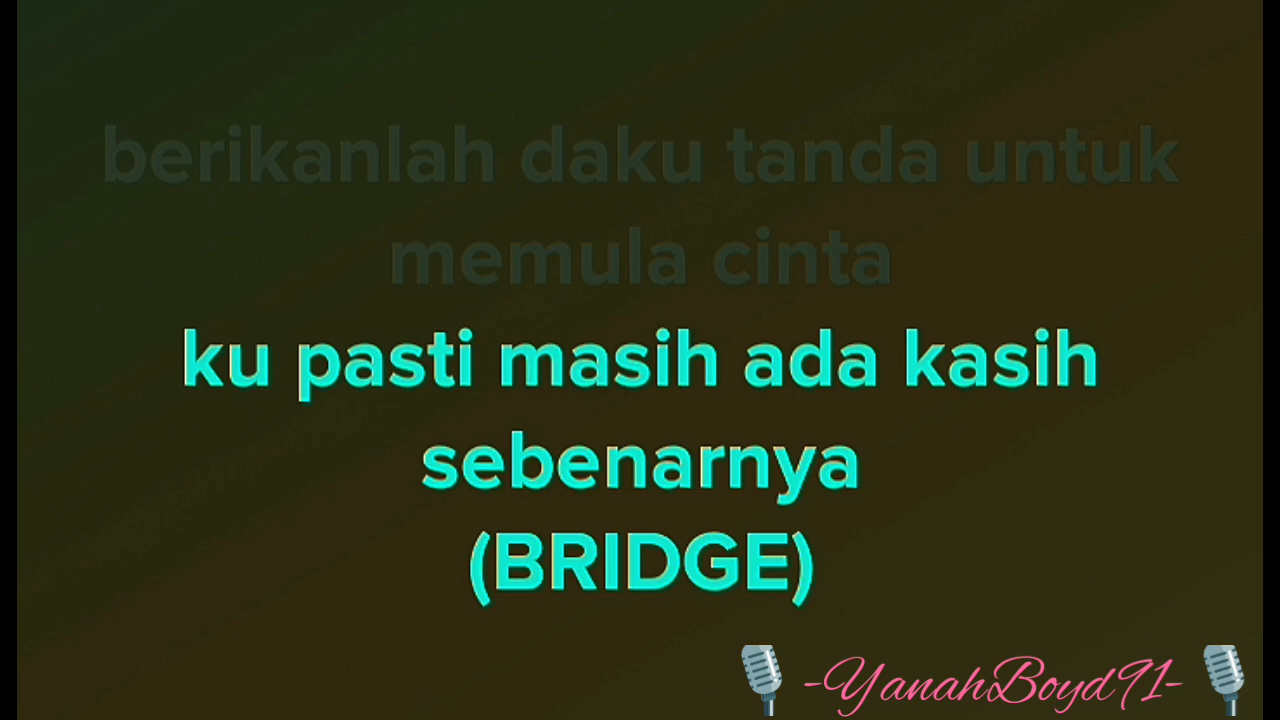 berikanlah daku tanda untuk
memula cinta
ku pasti masih ada kasih
sebenarnya
(BRIDGE)
-YanahBoyd91-